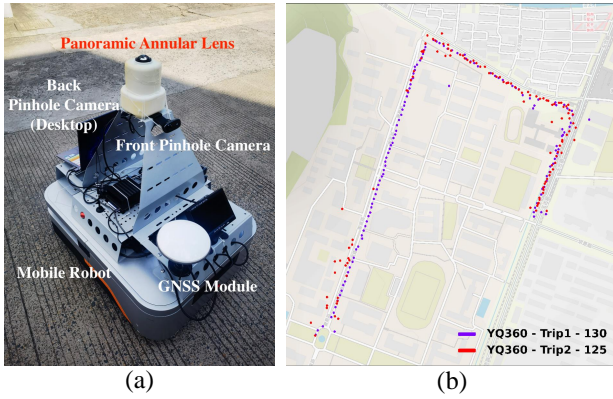 Panoramic Annular Lens
Back
Pinhole Camera
(Desktop)
Front Pinhole Camera
Mobile Robot
GNSS Module
YQ360 - Trip1 - 130
YQ360 - Trip2 - 125
(a)
(b)